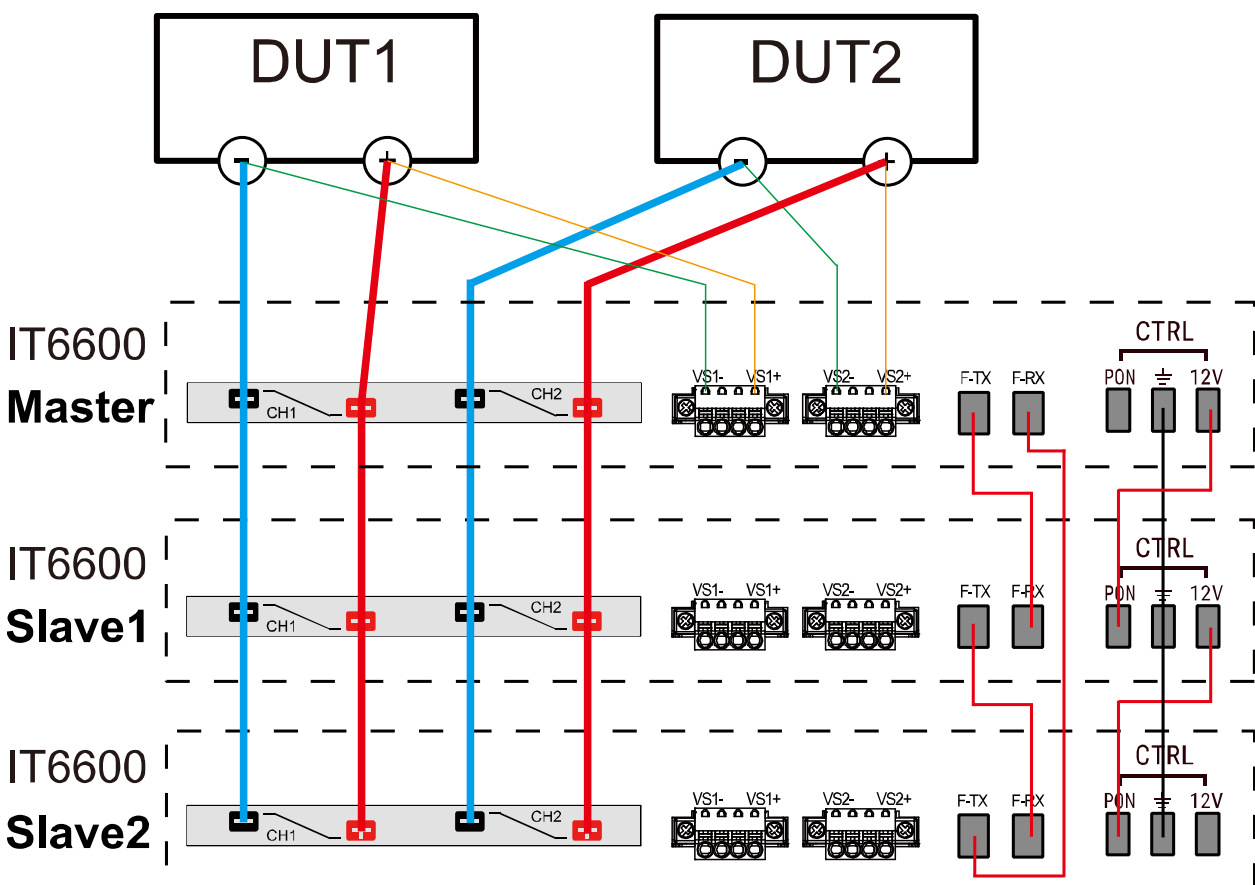 DUT1 DUT2
- + - +
IT6600
Master
CH1 CH2
VS1- VS1+ VS2- VS2+
F-TX F-RX
CTRL
PON ⏚ 12V
IT6600
Slave1
CH1 CH2
VS1- VS1+ VS2- VS2+
F-TX F-RX
CTRL
PON ⏚ 12V
IT6600
Slave2
CH1 CH2
VS1- VS1+ VS2- VS2+
F-TX F-RX
CTRL
PON ⏚ 12V